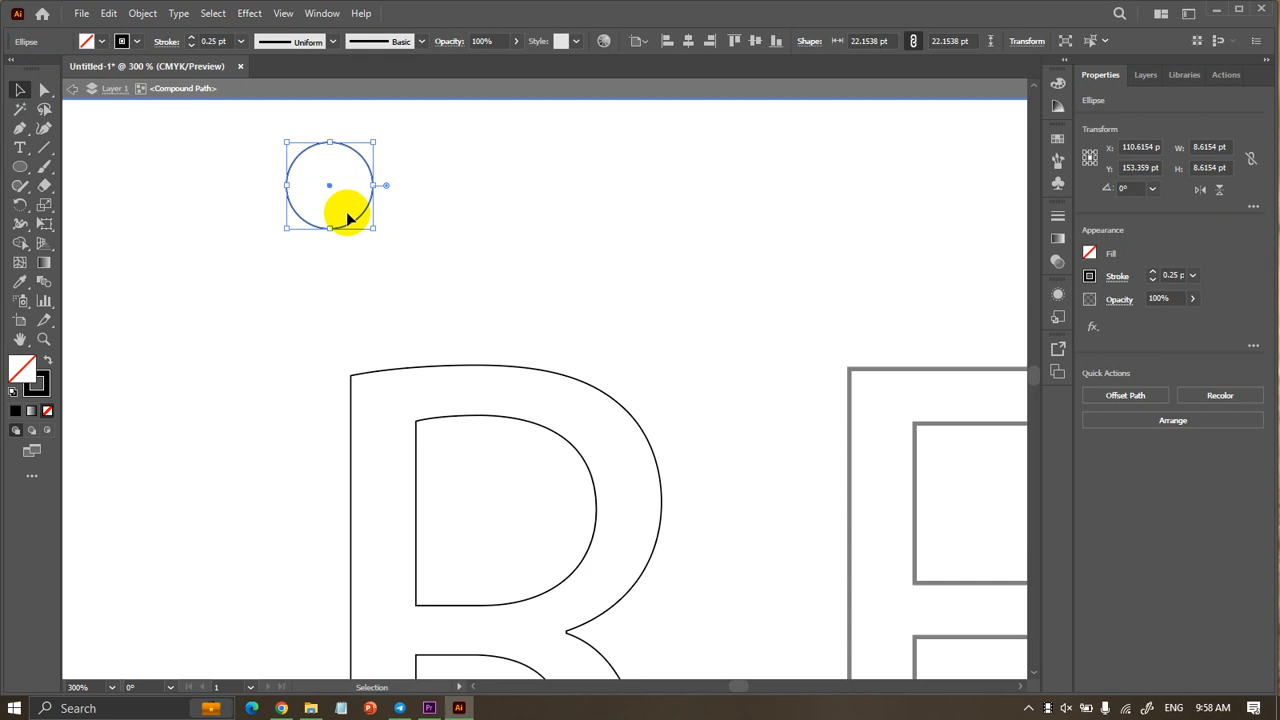 Ai File Edit Object Type Select Effect View Window Help
Ellipse Stroke: 0.25 pt Uniform Basic Opacity: 100% Style: Shape: 22.1538 pt 22.1538 pt Transform
Untitled-1* @ 300 % (CMYK/Preview) ×
Layer 1 <Compound Path>
Properties Layers Libraries Actions
Ellipse
Transform
X: 110.6154 p W: 8.6154 pt
Y: 153.359 pt H: 8.6154 pt
0°
Appearance
Fill
Stroke 0.25 pt
Opacity 100%
fx.
Quick Actions
Offset Path Recolor
Arrange
B
300% 0° 1 Selection
Search Pr Ai 9:58 AM